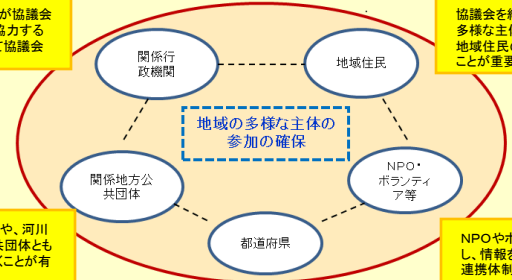 が協議会
協力する
協議会
協議会を
多様な主
地域住民の
ことが重要
関係行
政機関
地域住民
地域の多様な主体の
参加の確保
関係地方公
共団体
NPO・
ボランティ
ア等
都道府県
や、河川
共団体とも
ことが有
NPOや
し、情報を
連携体制